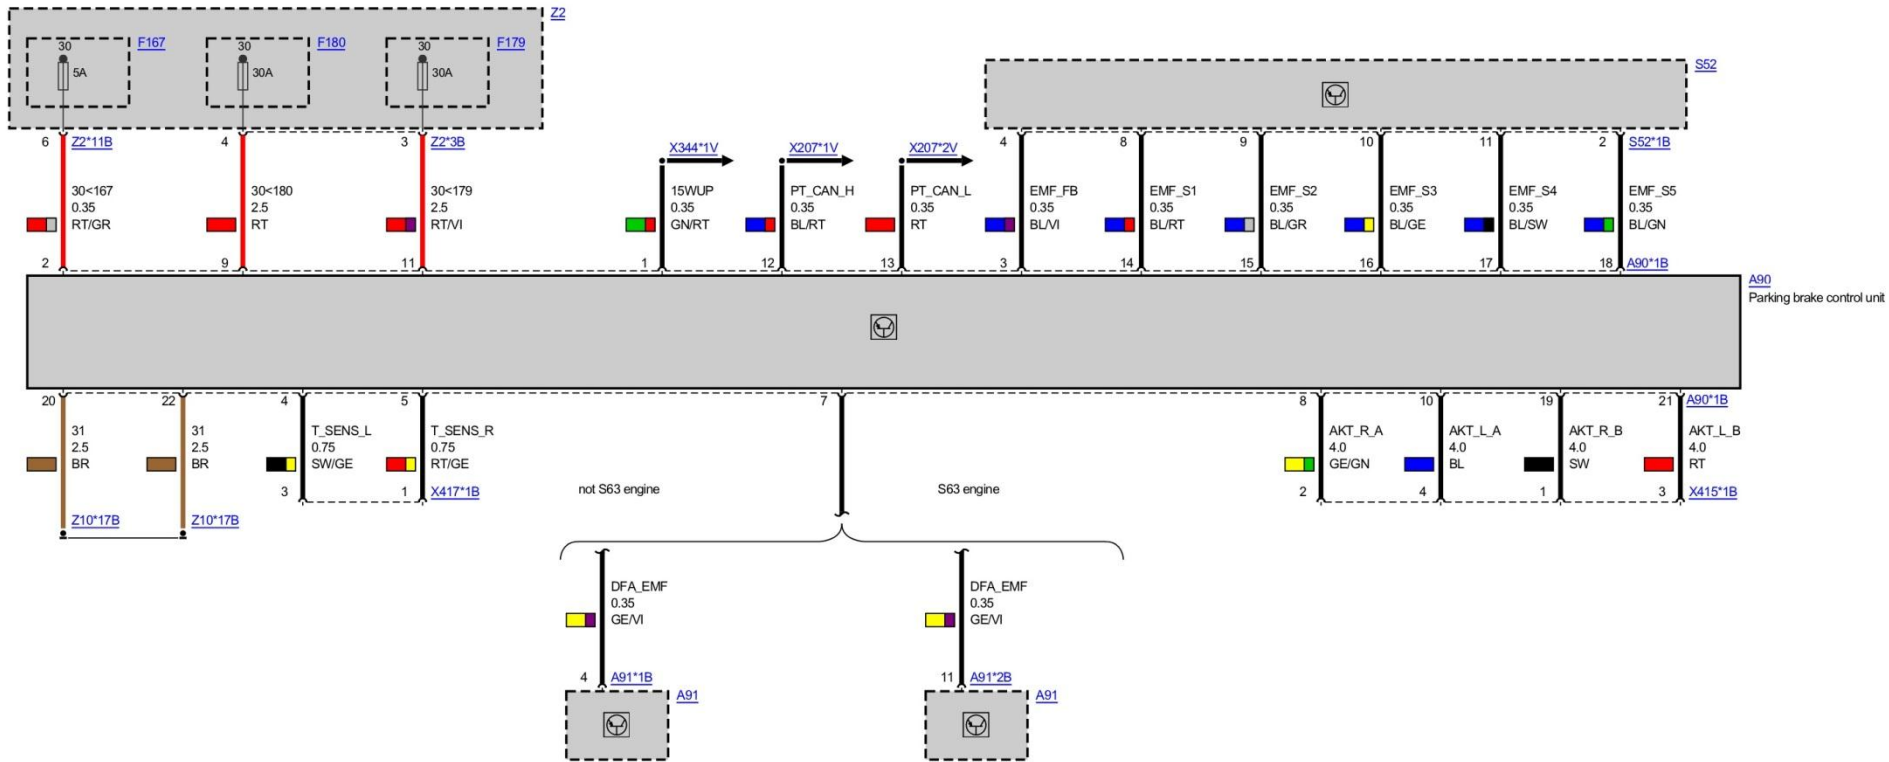 Z2
30 F167 30 F180 30 F179
5A 30A 30A
S52
6 Z2*11B 4 3 Z2*3B
X344*1V X207*1V X207*2V
4 8 9 10 11 2 S52*1B
30<167 30<180 30<179 15WUP PT_CAN_H PT_CAN_L EMF_FB EMF_S1 EMF_S2 EMF_S3 EMF_S4 EMF_S5
0.35 2.5 2.5 0.35 0.35 0.35 0.35 0.35 0.35 0.35 0.35 0.35
RT/GR RT RT/VI GN/RT BL/RT RT BL/VI BL/RT BL/GR BL/GE BL/SW BL/GN
2 9 11 1 12 13 3 14 15 16 17 18 A90*1B
A90
Parking brake control unit
20 22 4 5 7 8 10 19 21 A90*1B
31 31 T_SENS_L T_SENS_R AKT_R_A AKT_L_A AKT_R_B AKT_L_B
2.5 2.5 0.75 0.75 4.0 4.0 4.0 4.0
BR BR SW/GE RT/GE GE/GN BL SW RT
3 1 X417*1B not S63 engine S63 engine 2 4 1 3 X415*1B
Z10*17B Z10*17B
DFA_EMF DFA_EMF
0.35 0.35
GE/VI GE/VI
4 A91*1B 11 A91*2B
A91 A91